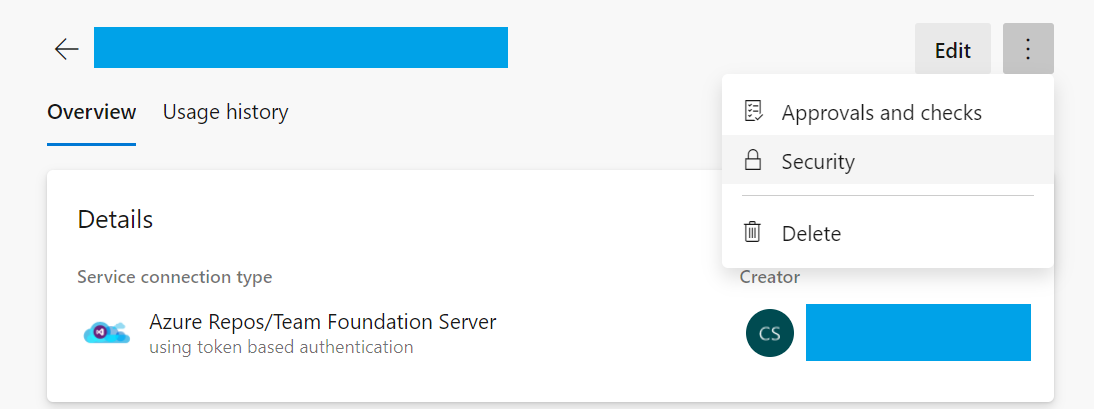 Edit
Overview
Usage history
Approvals and checks
Security
Delete
Details
Service connection type
Creator
Azure Repos/Team Foundation Server
using token based authentication
CS